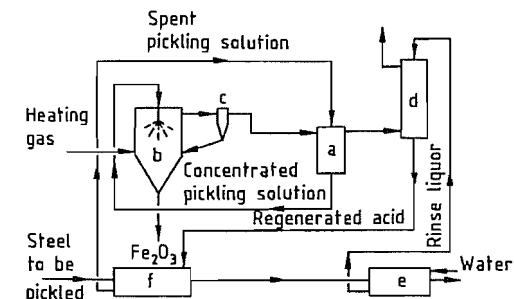 Spent
pickling solution
c
d
Heating
gas
b
a
Concentrated
pickling solution
Rinse liquor
Regenerated acid
Steel
to be
pickled
Fe₂O₃
f
Water
e